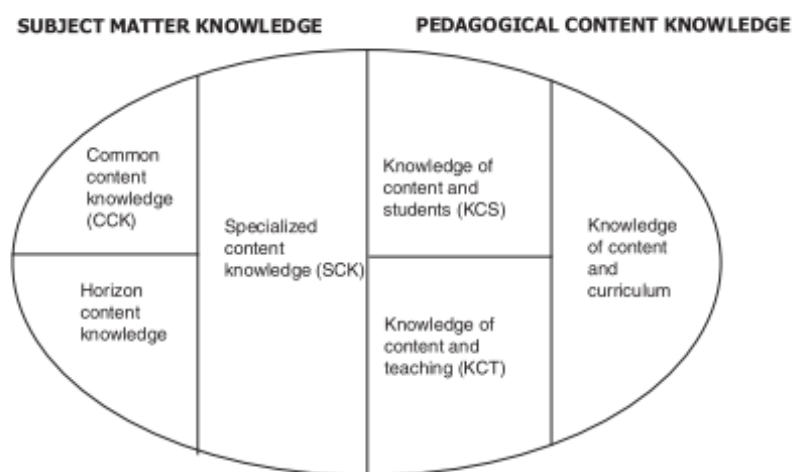 SUBJECT MATTER KNOWLEDGE
PEDAGOGICAL CONTENT KNOWLEDGE
Common
content
knowledge
(CCK)
Horizon
content
knowledge
Specialized
content
knowledge (SCK)
Knowledge of
content and
students (KCS)
Knowledge of
content and
teaching (KCT)
Knowledge
of content
and
curriculum